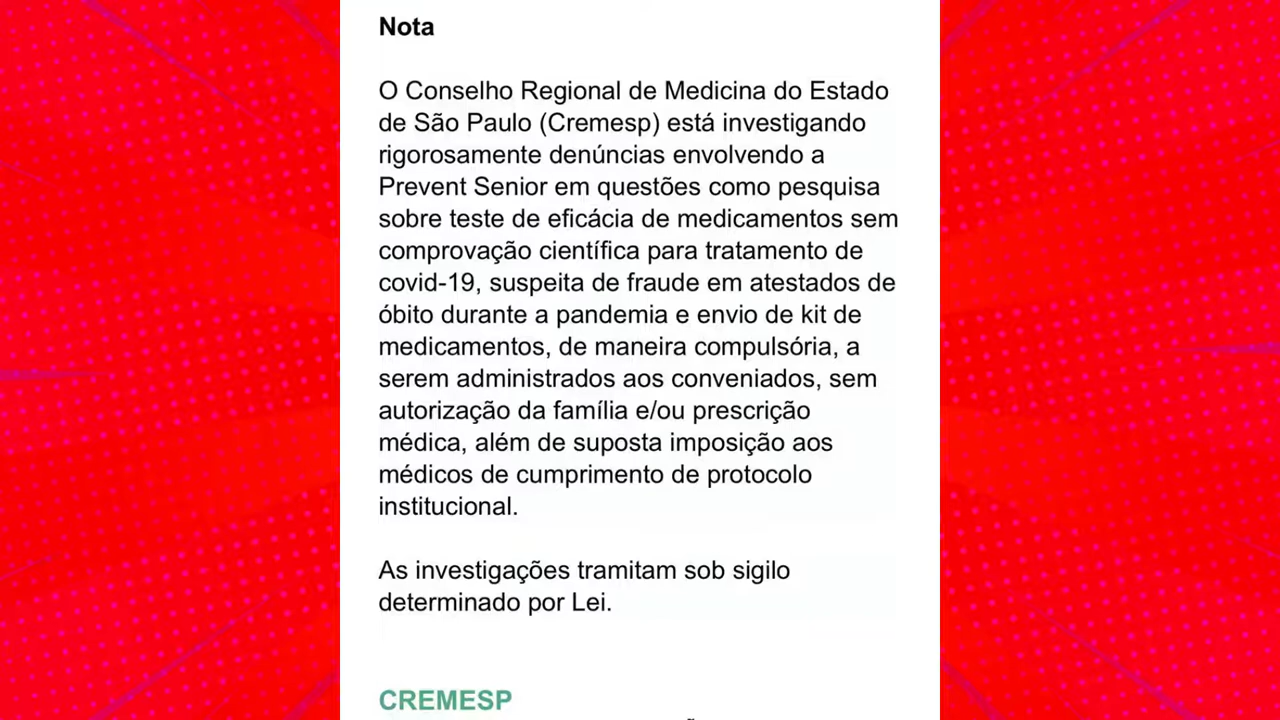 Nota
O Conselho Regional de Medicina do Estado
de São Paulo (Cremesp) está investigando
rigorosamente denúncias envolvendo a
Prevent Senior em questões como pesquisa
sobre teste de eficácia de medicamentos sem
comprovação científica para tratamento de
covid-19, suspeita de fraude em atestados de
óbito durante a pandemia e envio de kit de
medicamentos, de maneira compulsória, a
serem administrados aos conveniados, sem
autorização da família e/ou prescrição
médica, além de suposta imposição aos
médicos de cumprimento de protocolo
institucional.
As investigações tramitam sob sigilo
determinado por Lei.
CREMESP